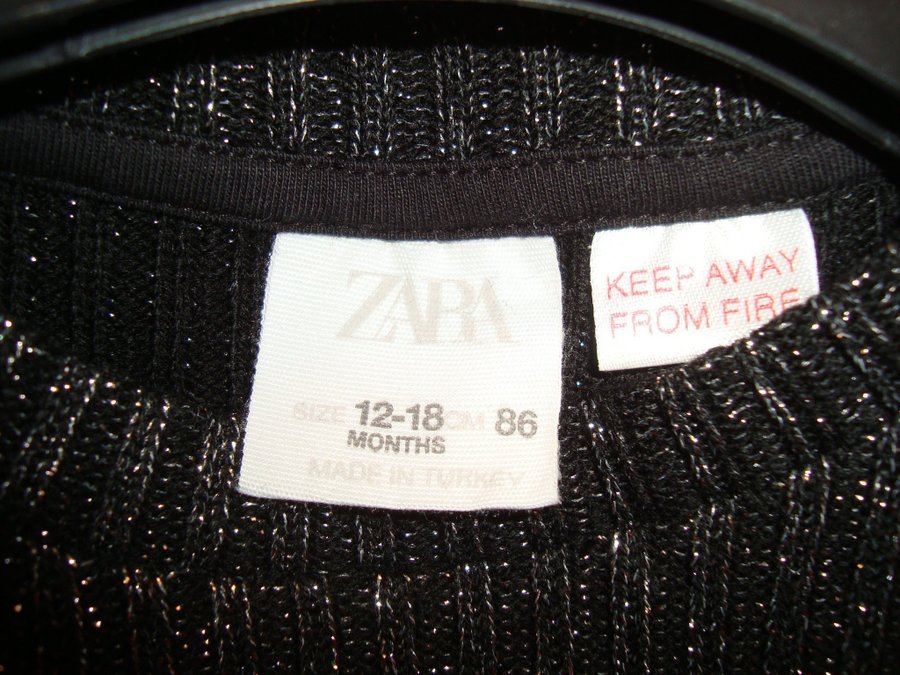 ZARA
SIZE 12-18 CM 86
MONTHS
MADE IN TURKEY
KEEP AWAY
FROM FIRE